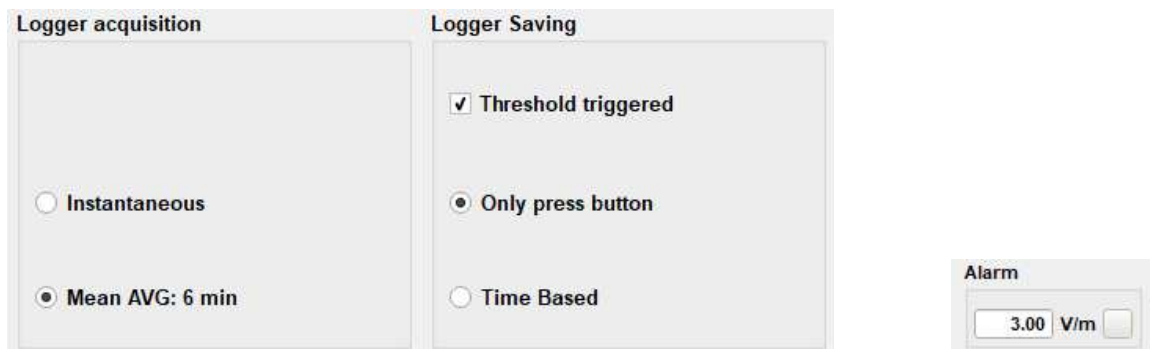 Logger acquisition
Instantaneous
Mean AVG: 6 min
Logger Saving
Threshold triggered
Only press button
Time Based
Alarm
3.00 V/m